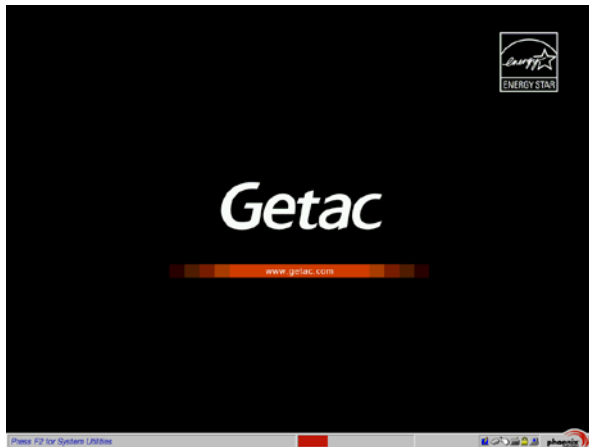 energy
ENERGY STAR
Getac
www.getac.com
Press F2 for System Utilities
phoenix